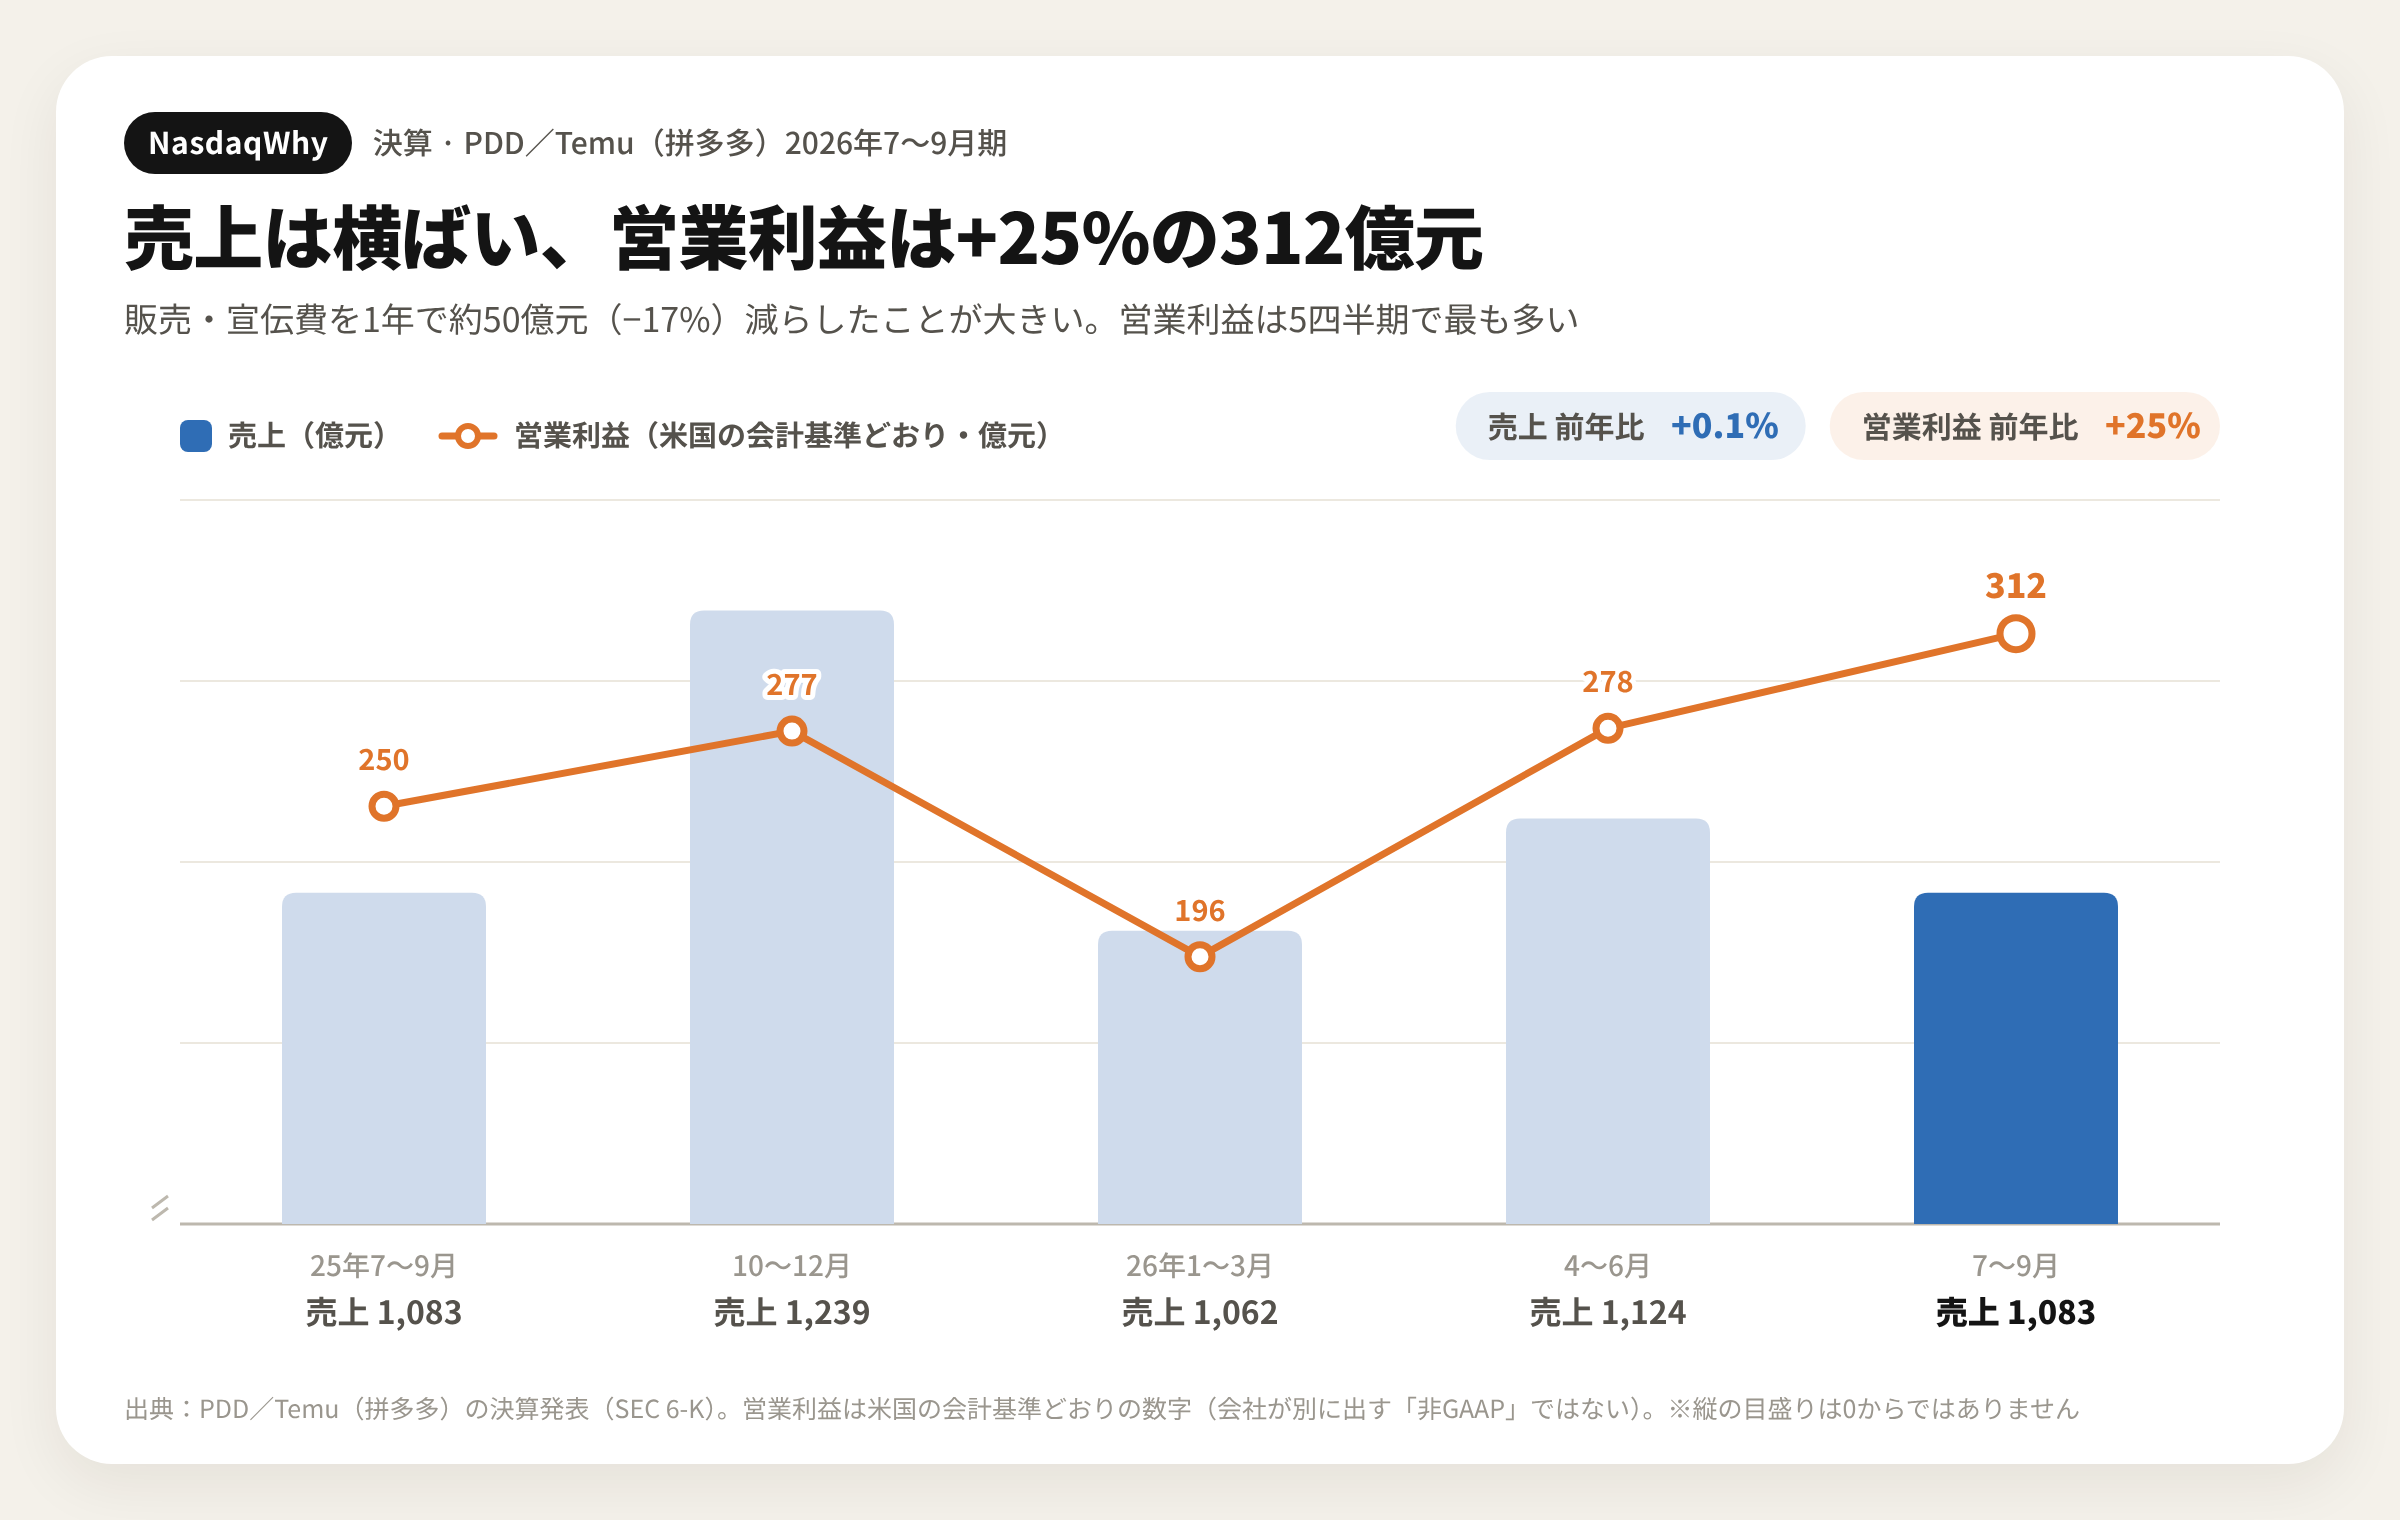 NasdaqWhy 決算・PDD／Temu（拼多多）2026年7〜9月期
売上は横ばい、営業利益は+25%の312億元
販売・宣伝費を1年で約50億元（−17%）減らしたことが大きい。営業利益は5四半期で最も多い
売上（億元） 営業利益（米国の会計基準どおり・億元） 売上 前年比 +0.1% 営業利益 前年比 +25%
312
277
278
250
196
25年7〜9月 10〜12月 26年1〜3月 4〜6月 7〜9月
売上 1,083 売上 1,239 売上 1,062 売上 1,124 売上 1,083
出典：PDD／Temu（拼多多）の決算発表（SEC 6-K）。営業利益は米国の会計基準どおりの数字（会社が別に出す「非GAAP」ではない）。※縦の目盛りは0からではありません